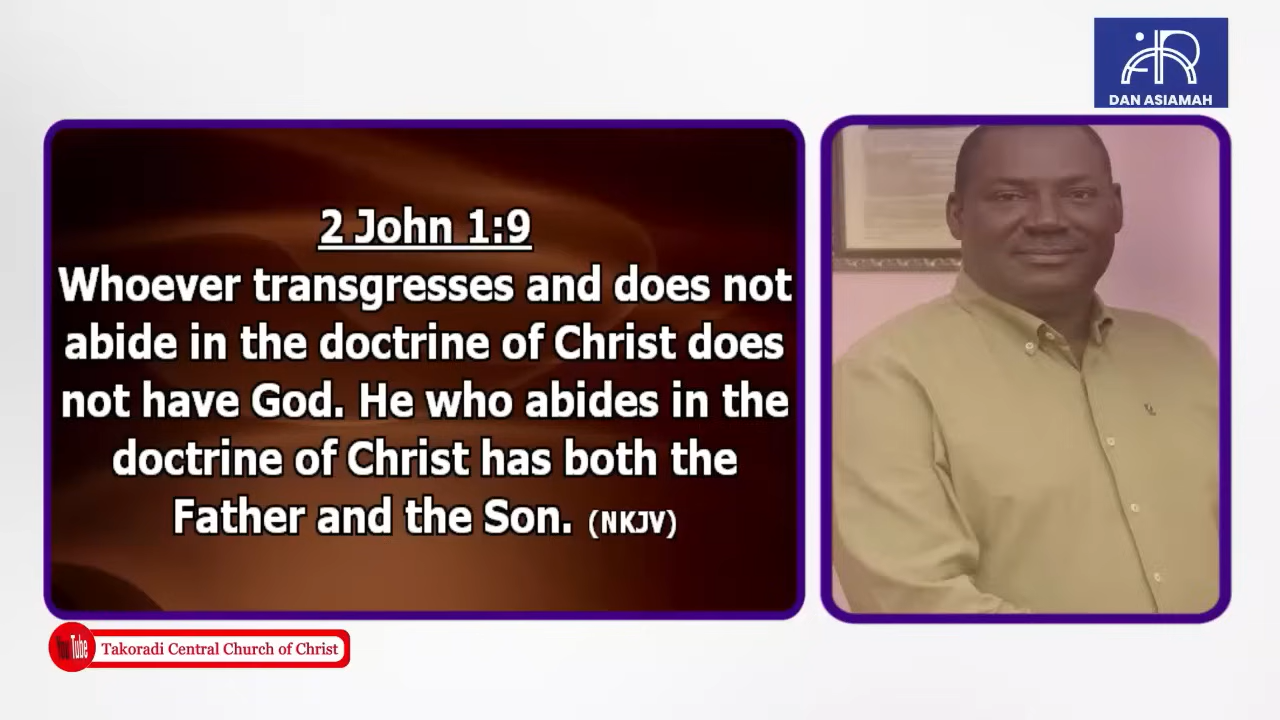 DAN ASIAMAH
2 John 1:9
Whoever transgresses and does not
abide in the doctrine of Christ does
not have God. He who abides in the
doctrine of Christ has both the
Father and the Son. (NKJV)
YouTube Takoradi Central Church of Christ